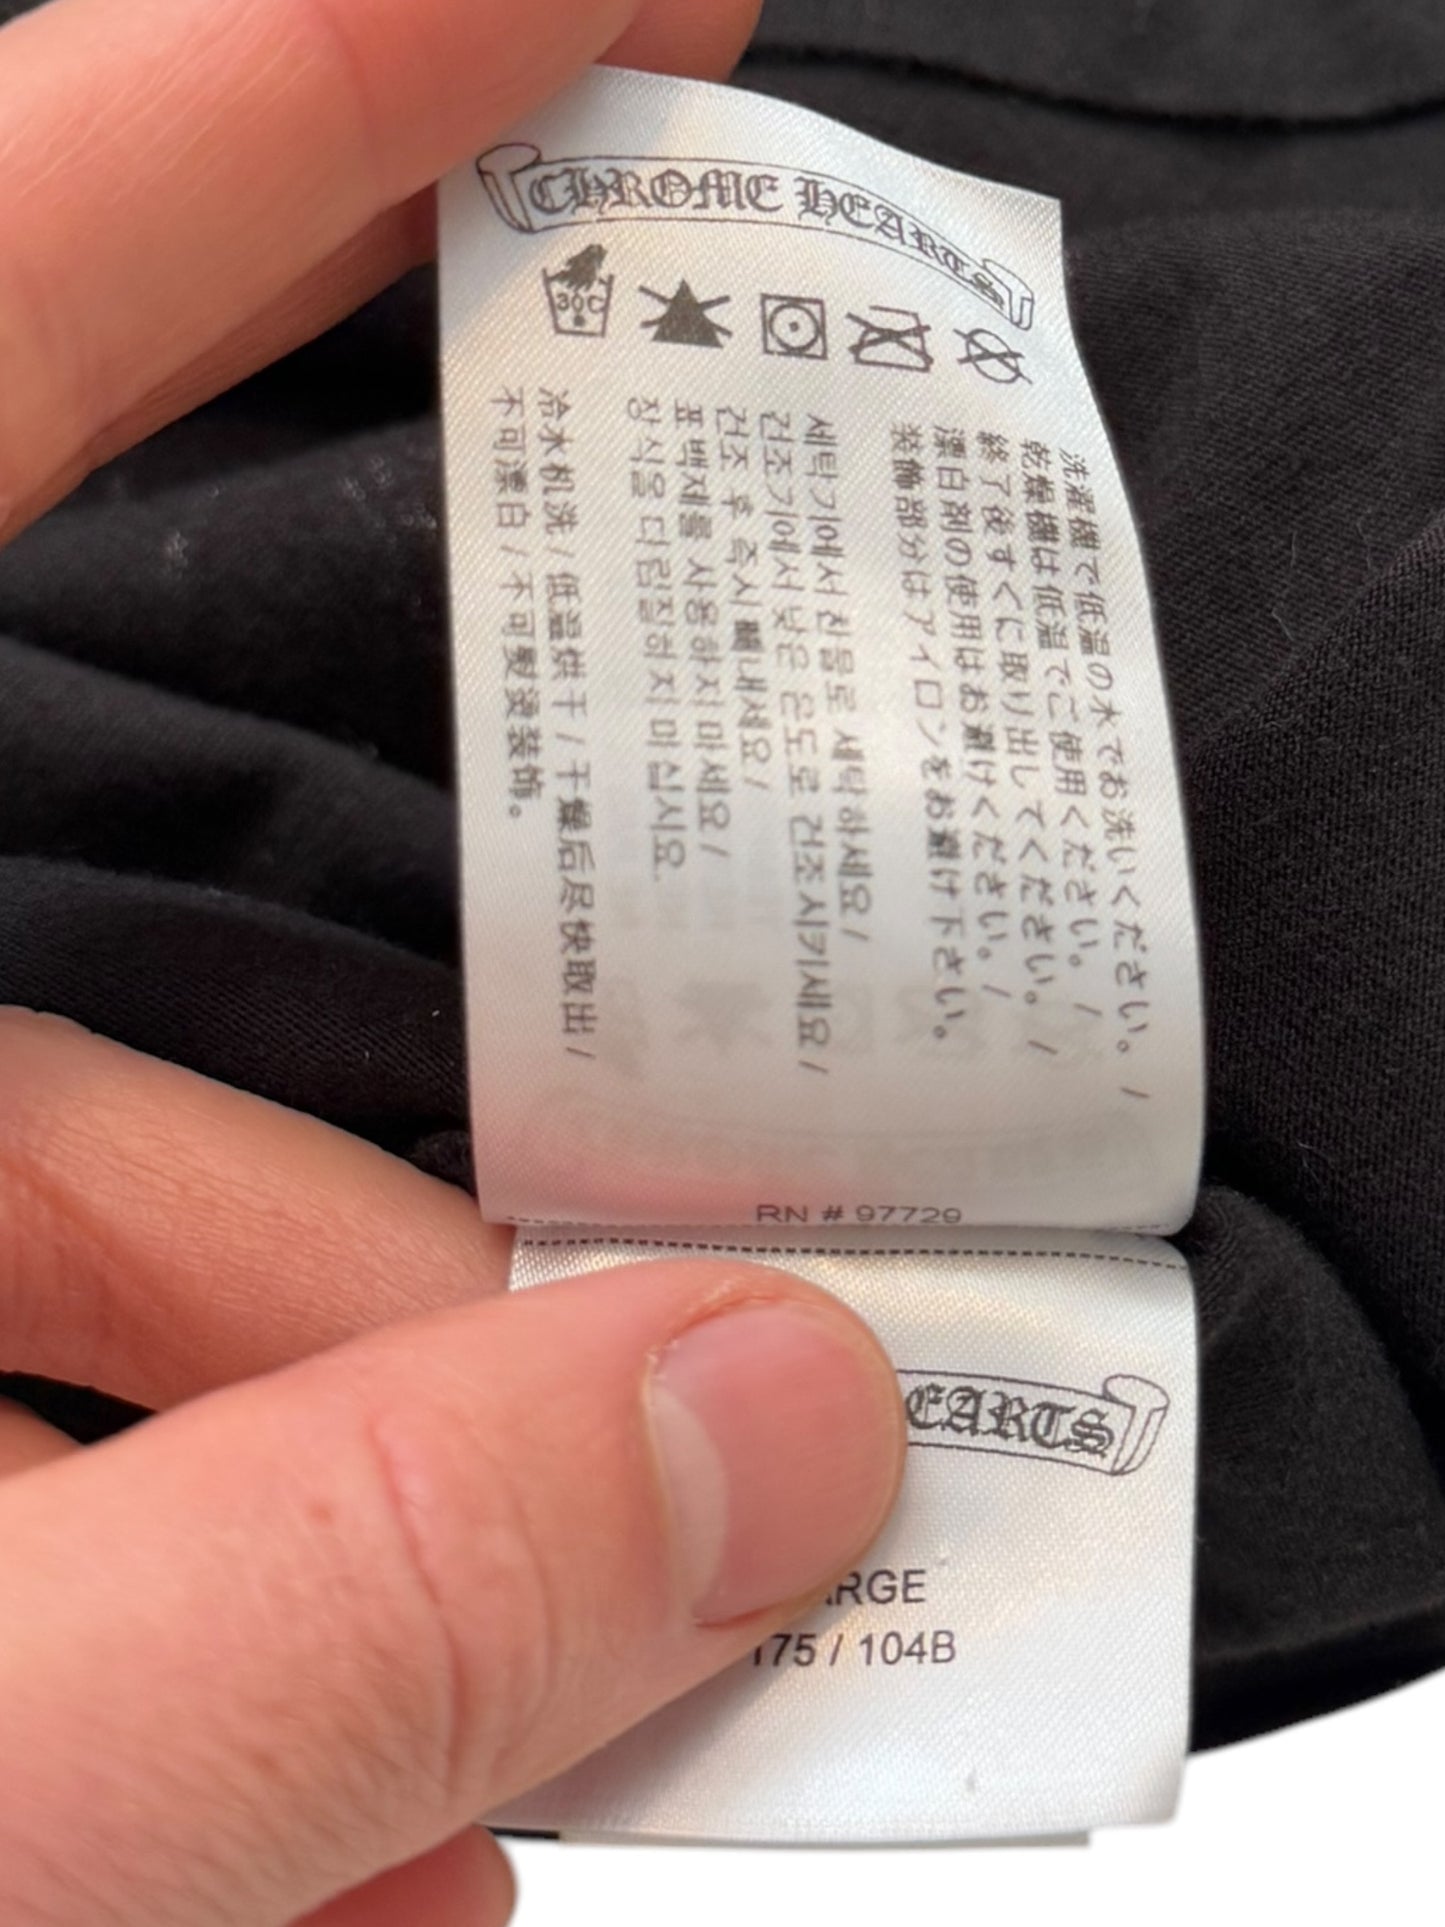 CHROME HEARTS
30C
洗濯機で低温の水でお洗いください。 /
乾燥機は低温でご使用ください。 /
終了後すぐに取り出してください。 /
漂白剤の使用はお避けください。 /
装飾部分はアイロンをお避け下さい。
세탁기에서 찬물로 세탁하세요 /
건조기에서 낮은 온도로 건조시키세요 /
건조 후 즉시 빼내세요 /
표백제를 사용하지 마세요 /
장식을 다림질하지 마십시요.
冷水机洗 / 低温烘干 / 干燥后尽快取出 /
不可漂白 / 不可熨烫装饰。
RN # 97729
EARTS
ARGE
175 / 104B